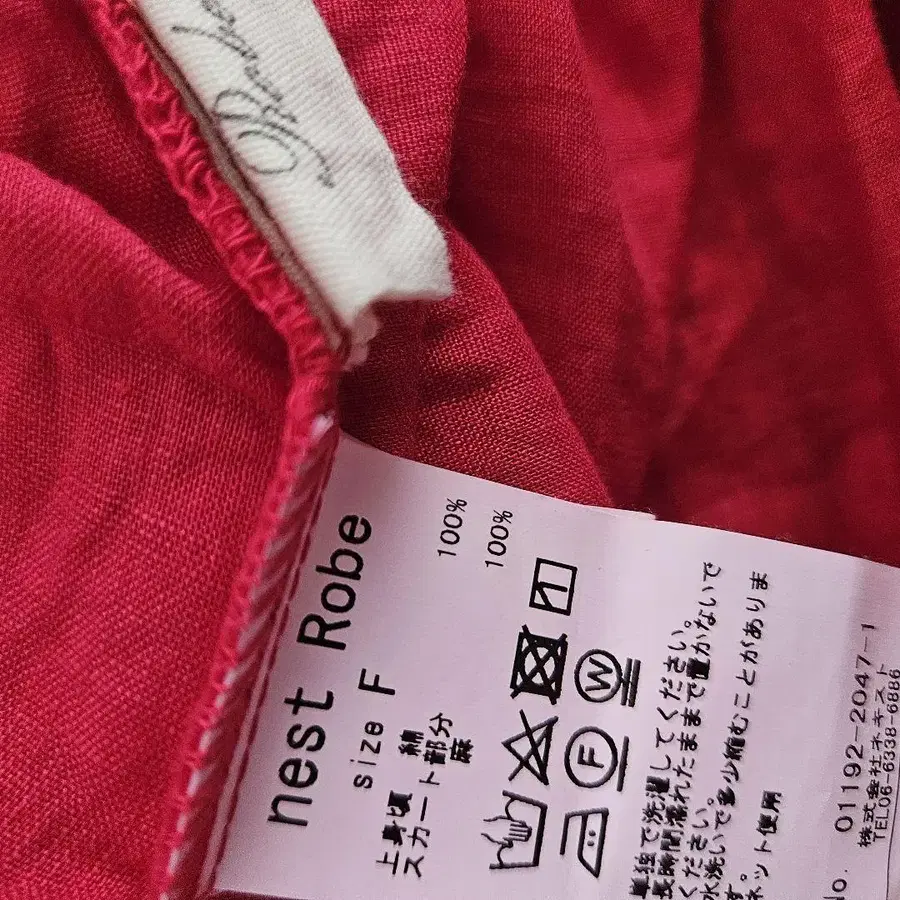 nest Robe
size F
上身頃 綿 100%
スカート部分 麻 100%
F W
単独で洗濯してください。
長時間濡れたままで置かないで
ください。
水洗いで多少縮むことがありま
す。
ネット使用
No. 01192-2047-1
株式会社ネキスト
TEL06-6338-6886